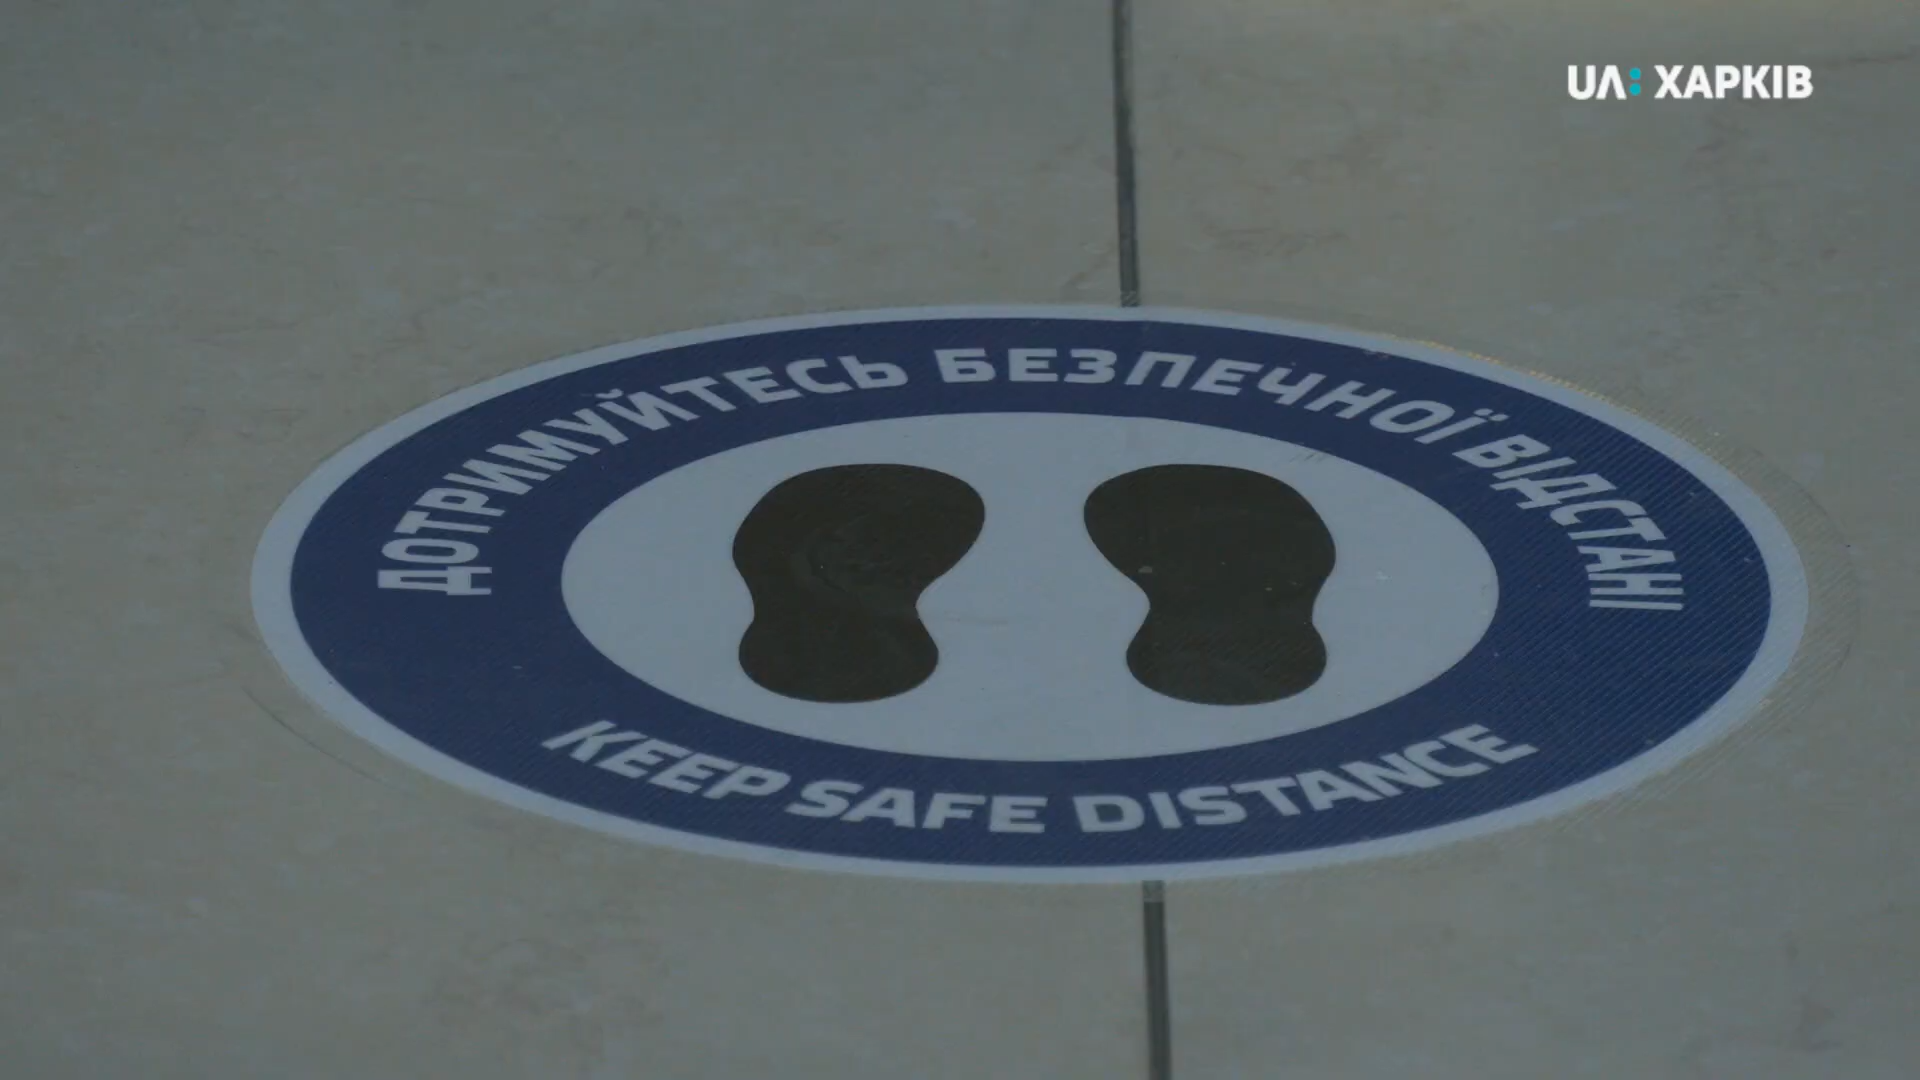 UA: ХАРКІВ
ДОТРИМУЙТЕСЬ БЕЗПЕЧНОЇ ВІДСТАНІ
KEEP SAFE DISTANCE